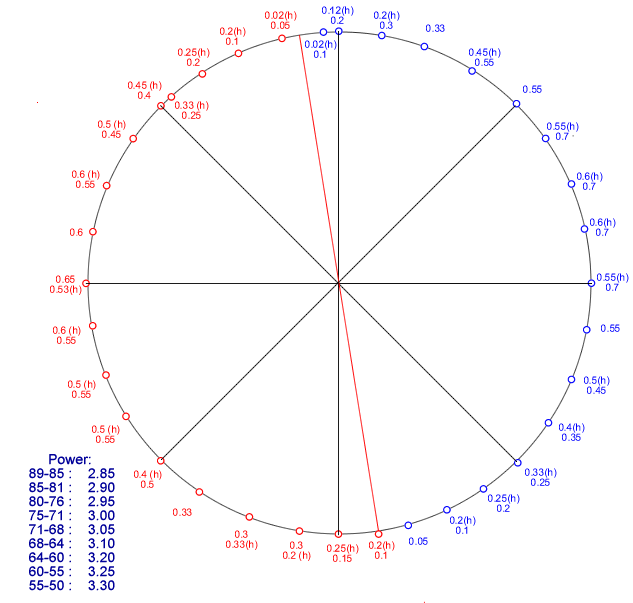 0.12(h)
0.2
0.2(h)
0.3
0.33
0.45(h)
0.55
0.55
0.55(h)
0.7
0.6(h)
0.7
0.6(h)
0.7
0.55(h)
0.7
0.55
0.5(h)
0.45
0.4(h)
0.35
0.33(h)
0.25
0.25(h)
0.2
0.2(h)
0.1
0.05
0.2(h)
0.1
0.25(h)
0.15
0.3
0.2 (h)
0.3
0.33(h)
0.33
0.4 (h)
0.5
0.5 (h)
0.55
0.5 (h)
0.55
0.6 (h)
0.55
0.65
0.53(h)
0.6
0.6 (h)
0.55
0.5 (h)
0.45
0.45 (h)
0.4
0.33 (h)
0.25
0.25(h)
0.2
0.2(h)
0.1
0.02(h)
0.05
0.02(h)
0.1
Power:
89-85 : 2.85
85-81 : 2.90
80-76 : 2.95
75-71 : 3.00
71-68 : 3.05
68-64 : 3.10
64-60 : 3.20
60-55 : 3.25
55-50 : 3.30